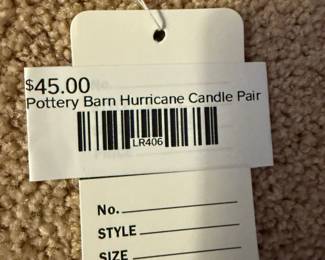 $45.00
Pottery Barn Hurricane Candle Pair
LR406
No.
STYLE
SIZE